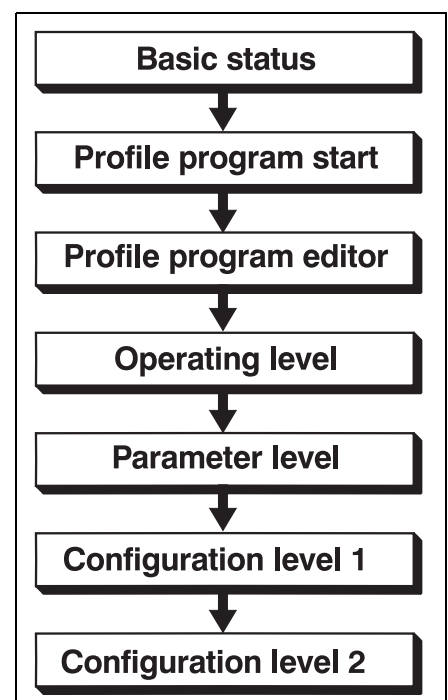 Basic status
Profile program start
Profile program editor
Operating level
Parameter level
Configuration level 1
Configuration level 2